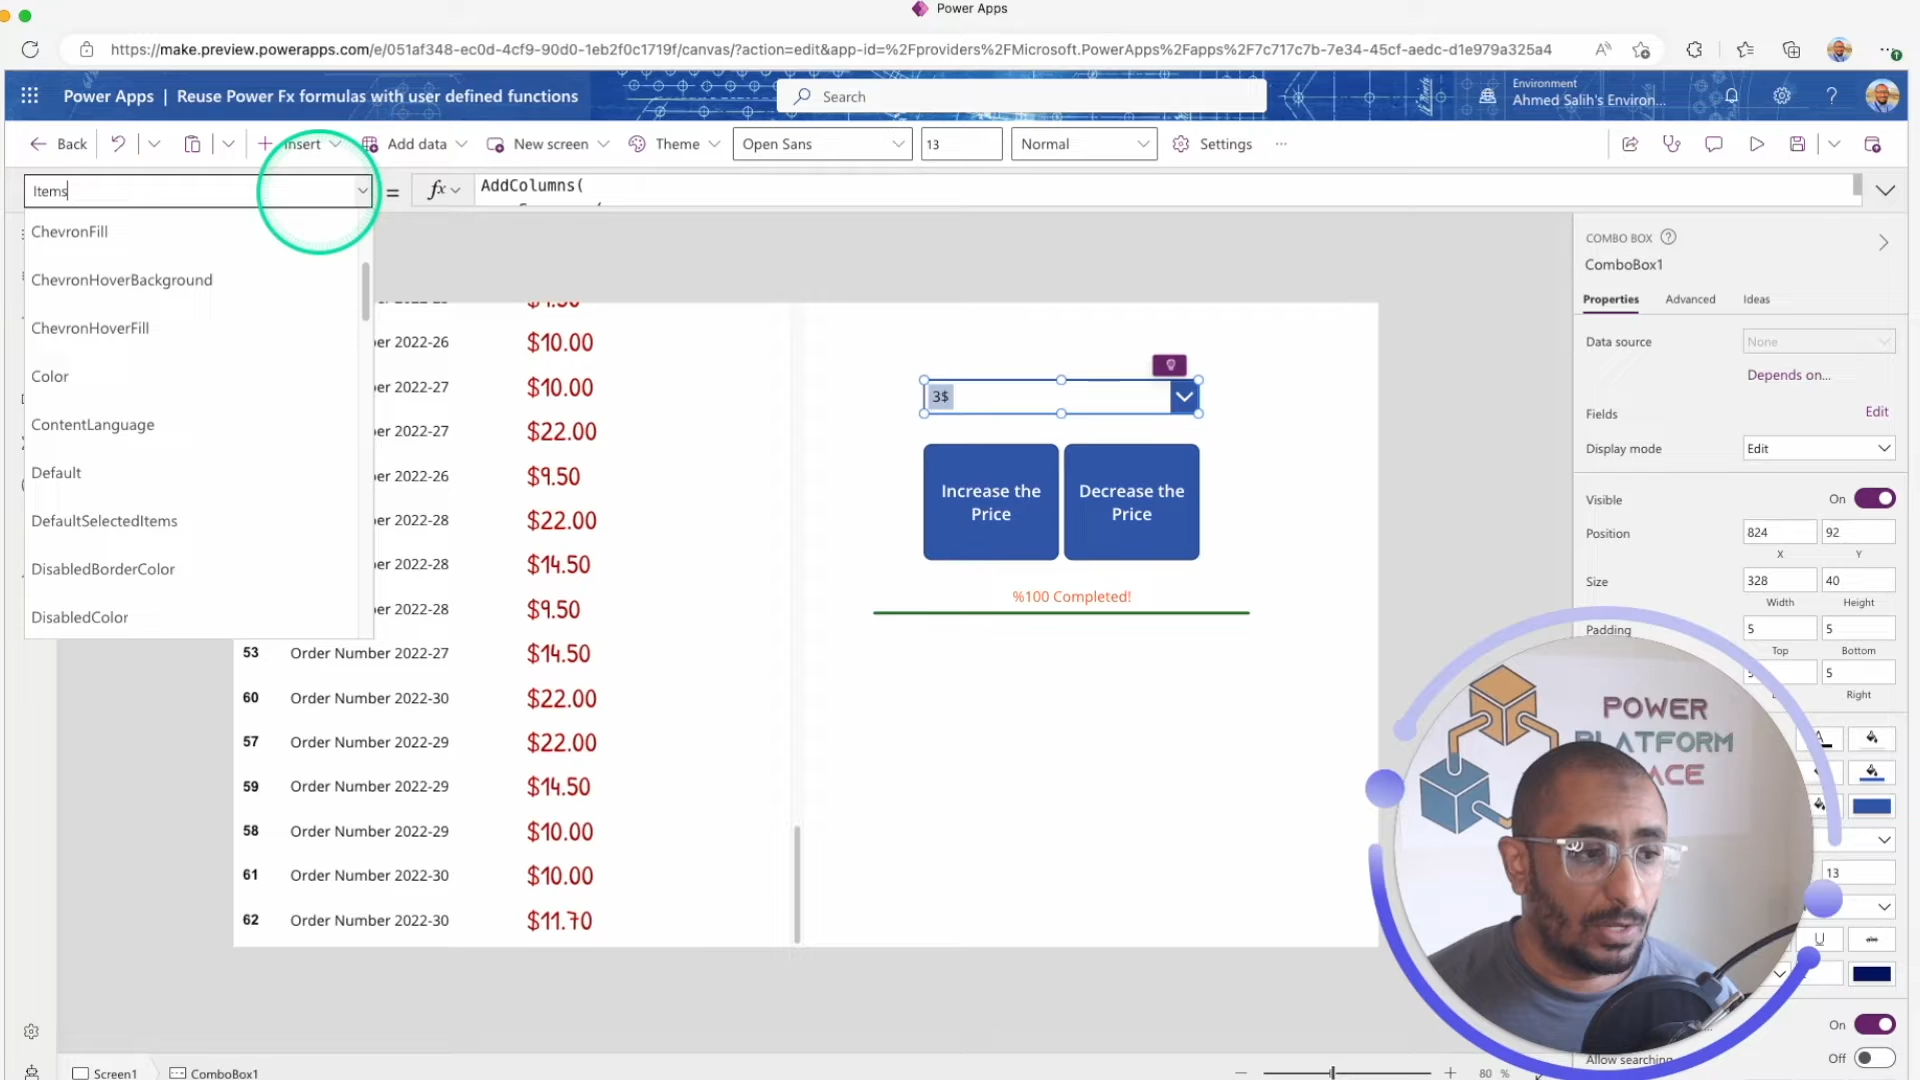 Power Apps
https://make.preview.powerapps.com/e/051af348-ec0d-4cf9-90d0-1eb2f0c1719f/canvas/?action=edit&app-id=%2Fproviders%2FMicrosoft.PowerApps%2Fapps%2F7c717c7b-7e34-45cf-aedc-d1e979a325a4
Power Apps | Reuse Power Fx formulas with user defined functions
Search
Environment
Ahmed Salih's Environ...
Back
Insert
Add data
New screen
Theme
Open Sans
13
Normal
Settings
Items
=
fx
AddColumns(
ChevronFill
ChevronHoverBackground
ChevronHoverFill
Color
ContentLanguage
Default
DefaultSelectedItems
DisabledBorderColor
DisabledColor
er 2022-26 $10.00
er 2022-27 $10.00
er 2022-27 $22.00
er 2022-26 $9.50
er 2022-28 $22.00
er 2022-28 $14.50
er 2022-28 $9.50
53 Order Number 2022-27 $14.50
60 Order Number 2022-30 $22.00
57 Order Number 2022-29 $22.00
59 Order Number 2022-29 $14.50
58 Order Number 2022-29 $10.00
61 Order Number 2022-30 $10.00
62 Order Number 2022-30 $11.70
3$
Increase the
Price
Decrease the
Price
%100 Completed!
COMBO BOX
ComboBox1
Properties Advanced Ideas
Data source None
Depends on...
Fields Edit
Display mode Edit
Visible On
Position 824 92
X Y
Size 328 40
Width Height
Padding 5 5
Top Bottom
5
Right
13
On
Allow searching
Off
POWER
PLATFORM
Screen1 ComboBox1
80 %